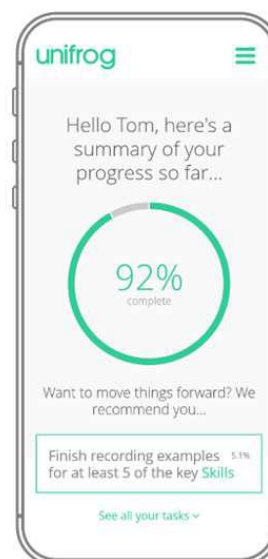 unifrog
Hello Tom, here's a
summary of your
progress so far...
92%
complete
Want to move things forward? We
recommend you...
Finish recording examples 5.1%
for at least 5 of the key Skills
See all your tasks